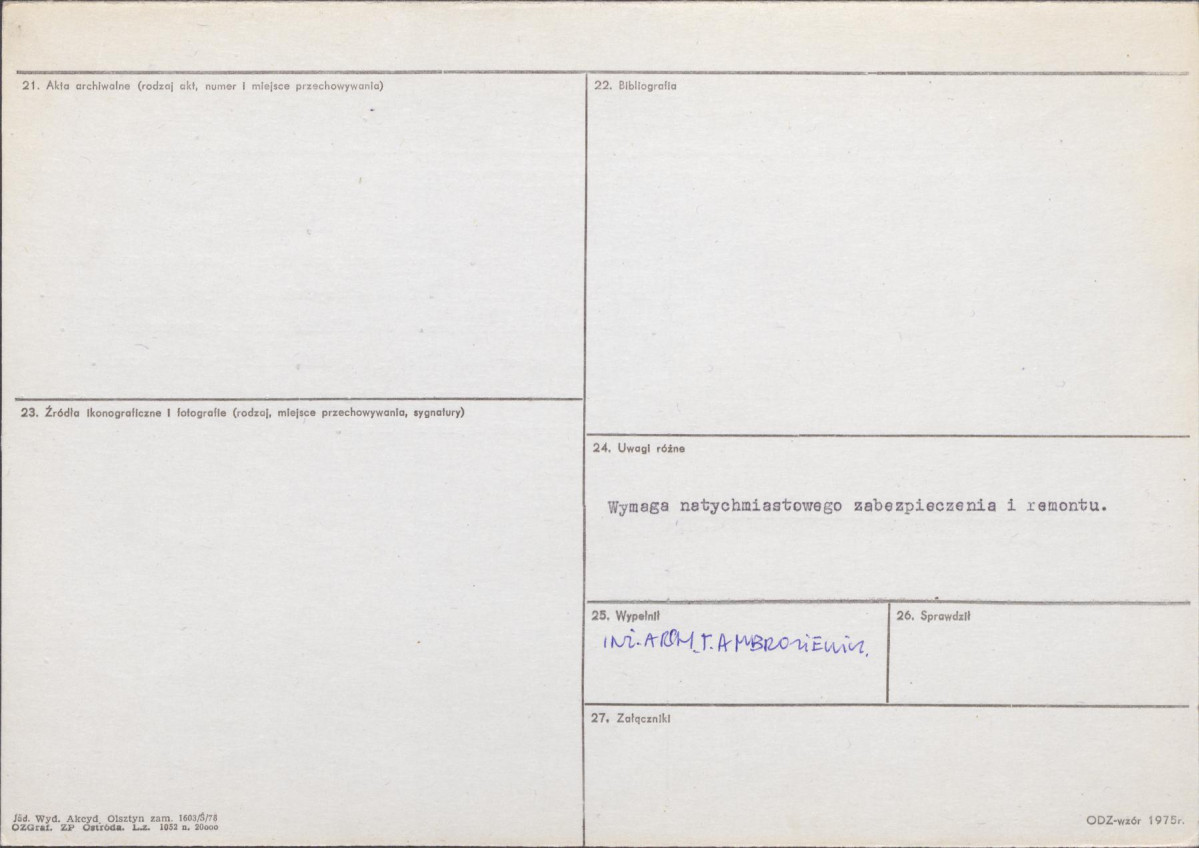 21. Akta archiwalne (rodzaj akt, numer i miejsce przechowywania)
23. Źródła ikonograficzne i fotografie (rodzaj, miejsce przechowywania, sygnatury)
22. Bibliografia
24. Uwagi różne
Wymaga natychmiastowego zabezpieczenia i remontu.
25. Wypełnił
INŻ. ARCH. T. AMBROZIEWICZ.
26. Sprawdził
27. Załączniki
Wyd. Akcyd. Olsztyn zam. 1603/S/78
OZGraf. ZP Ostróda. L.z. 1052 n. 20000
ODZ-wzór 1975r.